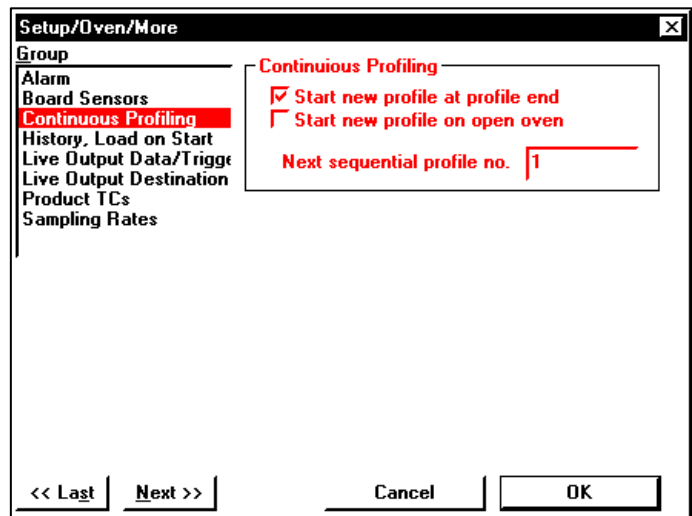 Setup/Oven/More
Group
Alarm
Board Sensors
Continuous Profiling
History, Load on Start
Live Output Data/Trigge
Live Output Destination
Product TCs
Sampling Rates
Continuious Profiling
Start new profile at profile end
Start new profile on open oven
Next sequential profile no. 1
<< Last Next >> Cancel OK